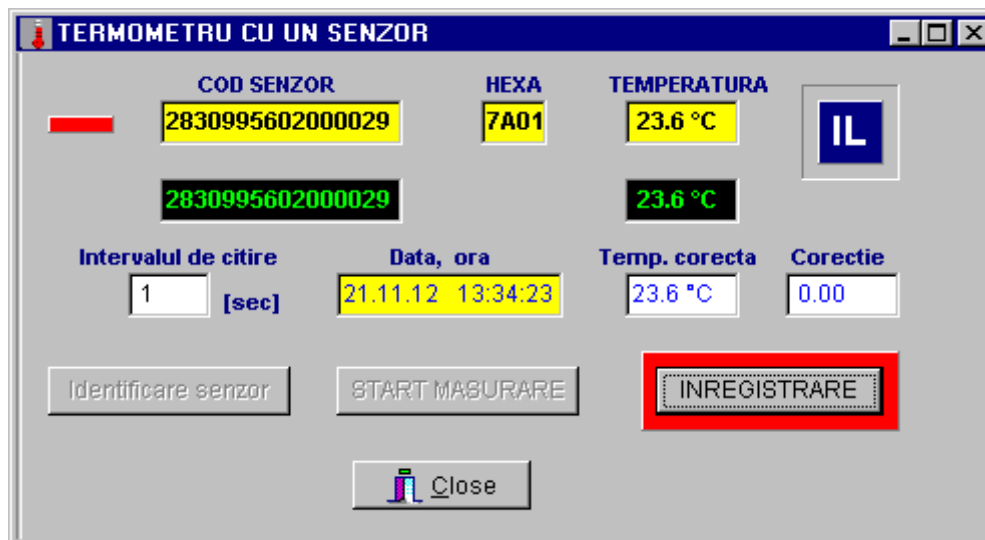 TERMOMETRU CU UN SENZOR
COD SENZOR HEXA TEMPERATURA
2830995602000029 7A01 23.6 °C IL
2830995602000029 23.6 °C
Intervalul de citire Data, ora Temp. corecta Corectie
1 [sec] 21.11.12 13:34:23 23.6 °C 0.00
Identificare senzor START MASURARE INREGISTRARE
Close